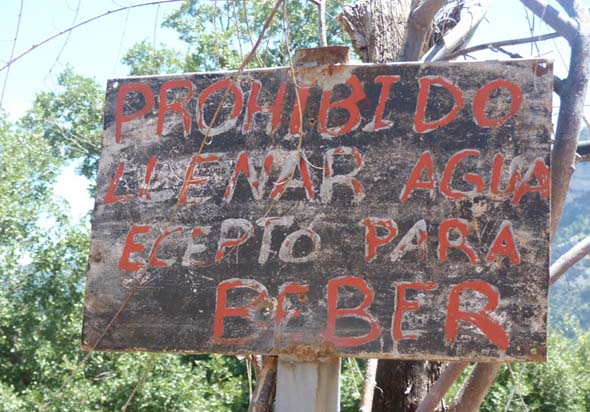 PROHIBIDO
LLENAR AGUA
ECEPTÓ PARA
BEBER